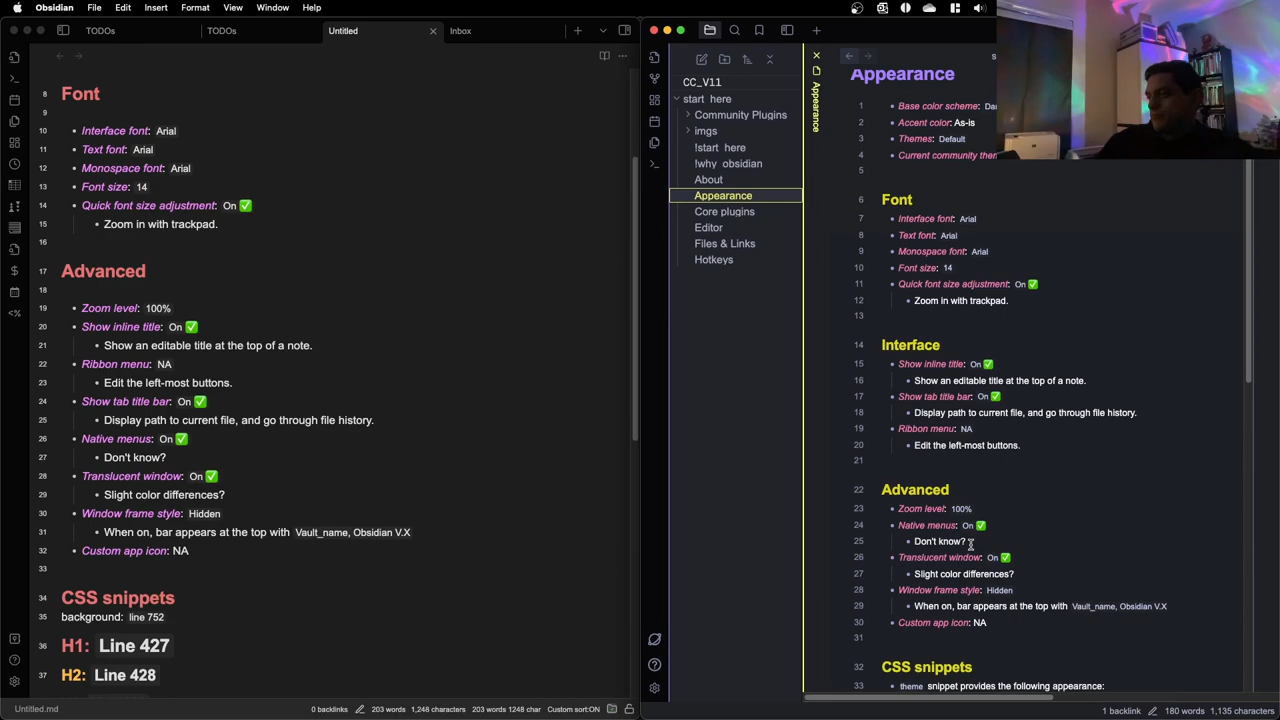 Obsidian File Edit Insert Format View Window Help
TODOs
TODOs
Untitled
Inbox
8 Font
9
10 Interface font: Arial
11 Text font: Arial
12 Monospace font: Arial
13 Font size: 14
14 Quick font size adjustment: On ✅
15 Zoom in with trackpad.
16
17 Advanced
18
19 Zoom level: 100%
20 Show inline title: On ✅
21 Show an editable title at the top of a note.
22 Ribbon menu: NA
23 Edit the left-most buttons.
24 Show tab title bar: On ✅
25 Display path to current file, and go through file history.
26 Native menus: On ✅
27 Don't know?
28 Translucent window: On ✅
29 Slight color differences?
30 Window frame style: Hidden
31 When on, bar appears at the top with Vault_name, Obsidian V.X
32 Custom app icon: NA
33
34 CSS snippets
35 background: line 752
36 H1: Line 427
37 H2: Line 428
Untitled.md
0 backlinks 203 words 1,248 characters 203 words 1248 char Custom sort:ON
CC_V11
start here
Community Plugins
imgs
!start here
!why obsidian
About
Appearance
Core plugins
Editor
Files & Links
Hotkeys
Appearance
Appearance
1 Base color scheme:
2 Accent color: As-is
3 Themes: Default
4 Current community
5
6 Font
7 Interface font: Arial
8 Text font: Arial
9 Monospace font: Arial
10 Font size: 14
11 Quick font size adjustment: On ✅
12 Zoom in with trackpad.
13
14 Interface
15 Show inline title: On ✅
16 Show an editable title at the top of a note.
17 Show tab title bar: On ✅
18 Display path to current file, and go through file history.
19 Ribbon menu: NA
20 Edit the left-most buttons.
21
22 Advanced
23 Zoom level: 100%
24 Native menus: On ✅
25 Don't know?
26 Translucent window: On ✅
27 Slight color differences?
28 Window frame style: Hidden
29 When on, bar appears at the top with Vault_name, Obsidian V.X
30 Custom app icon: NA
31
32 CSS snippets
33 theme snippet provides the following appearance:
1 backlink 180 words 1,135 characters